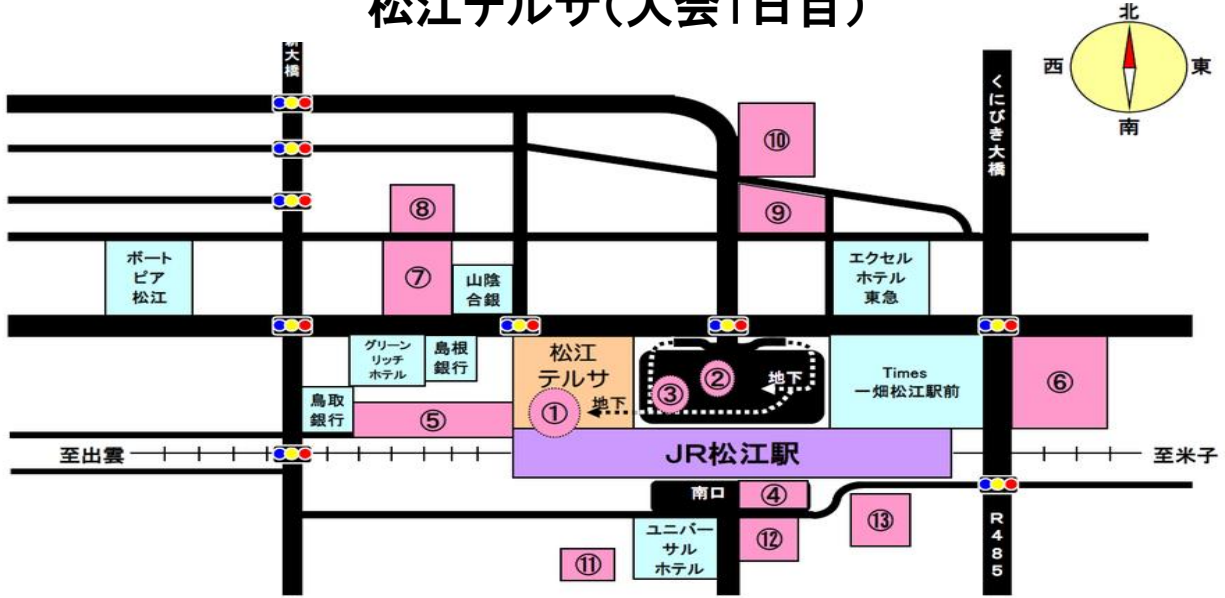 松江テルサ(大会1日目)
北
西
東
南
新大橋
くにびき大橋
⑩
⑧
⑨
ボート
ピア
松江
⑦
山陰
合銀
エクセル
ホテル
東急
グリーン
リッチ
ホテル
島根
銀行
松江
テルサ
②
地下
③
Times
一畑松江駅前
⑥
鳥取
銀行
⑤
①
地下
至出雲
JR松江駅
至米子
南口
④
⑬
ユニバー
サル
ホテル
⑫
⑪
R485